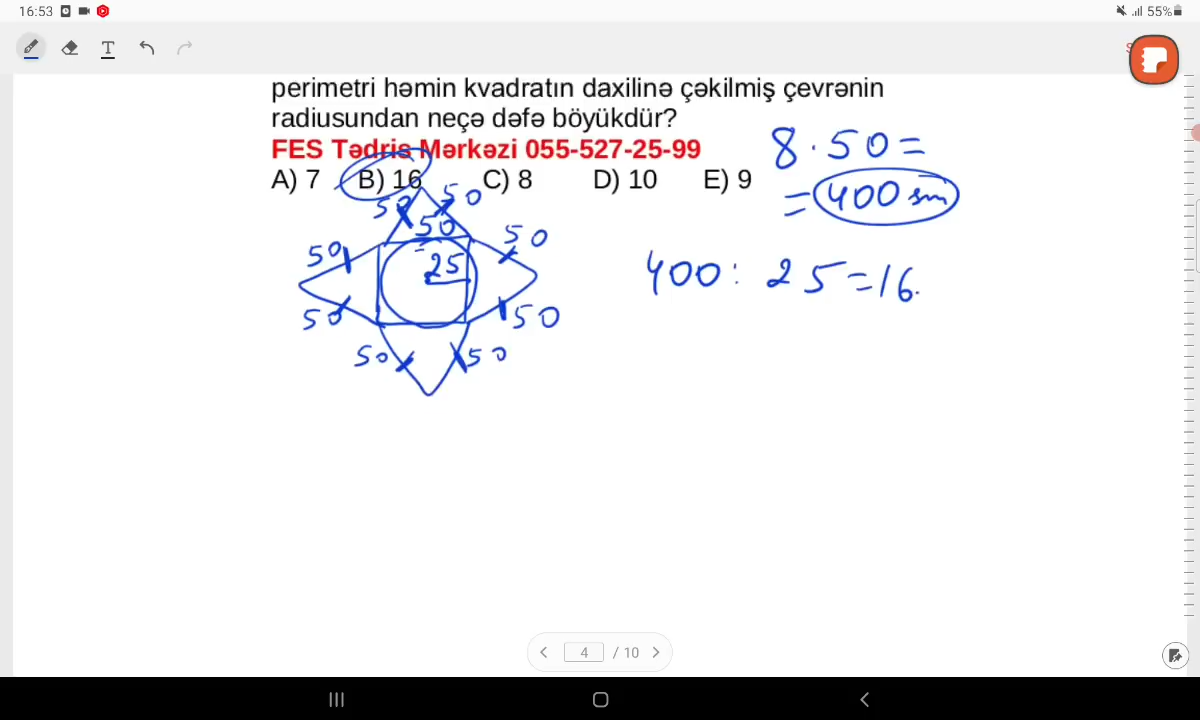 16:53
55%
T
perimetri həmin kvadratın daxilinə çəkilmiş çevrənin
radiusundan neçə dəfə böyükdür?
FES Tədris Mərkəzi 055-527-25-99
A) 7 B) 16 C) 8 D) 10 E) 9
8 · 50 =
= 400 sm
400 : 25 = 16.
50 50
50
50 50
25
50 50
50 50
4 / 10